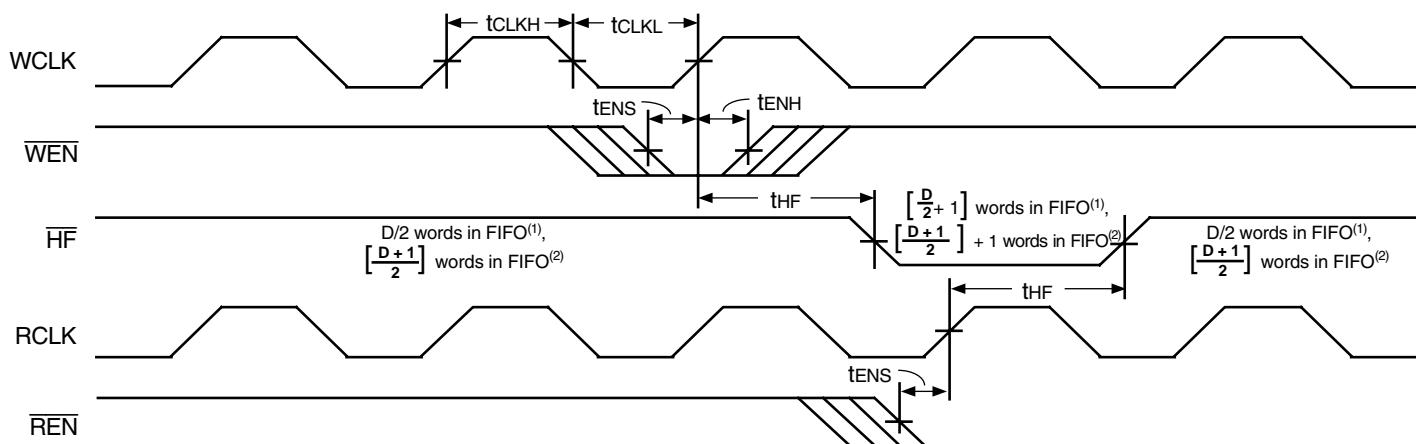 tCLKH tCLKL
WCLK
tENS tENH
WEN
tHF
[D/2 + 1] words in FIFO(1),
[D + 1/2] + 1 words in FIFO(2)
HF
D/2 words in FIFO(1),
[D + 1/2] words in FIFO(2)
D/2 words in FIFO(1),
[D + 1/2] words in FIFO(2)
tHF
RCLK
tENS
REN